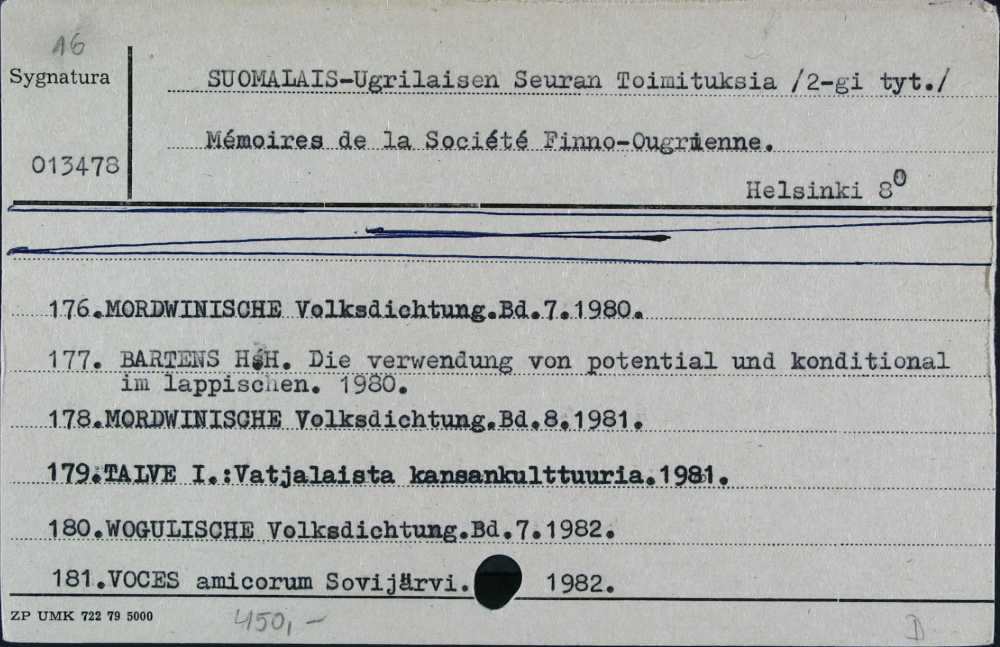 16
Sygnatura
SUOMALAIS-Ugrilaisen Seuran Toimituksia /2-gi tyt./
Mémoires de la Société Finno-Ougrienne.
013478
Helsinki 8⁰
176.MORDWINISCHE Volksdichtung.Bd.7.1980.
177. BARTENS H.H. Die verwendung von potential und konditional
im lappischen. 1980.
178.MORDWINISCHE Volksdichtung.Bd.8.1981.
179.TALVE I.:Vatjalaista kansankulttuuria.1981.
180.WOGULISCHE Volksdichtung.Bd.7.1982.
181.VOCES amicorum Sovijärvi. 1982.
ZP UMK 722 79 5000
450,-
D